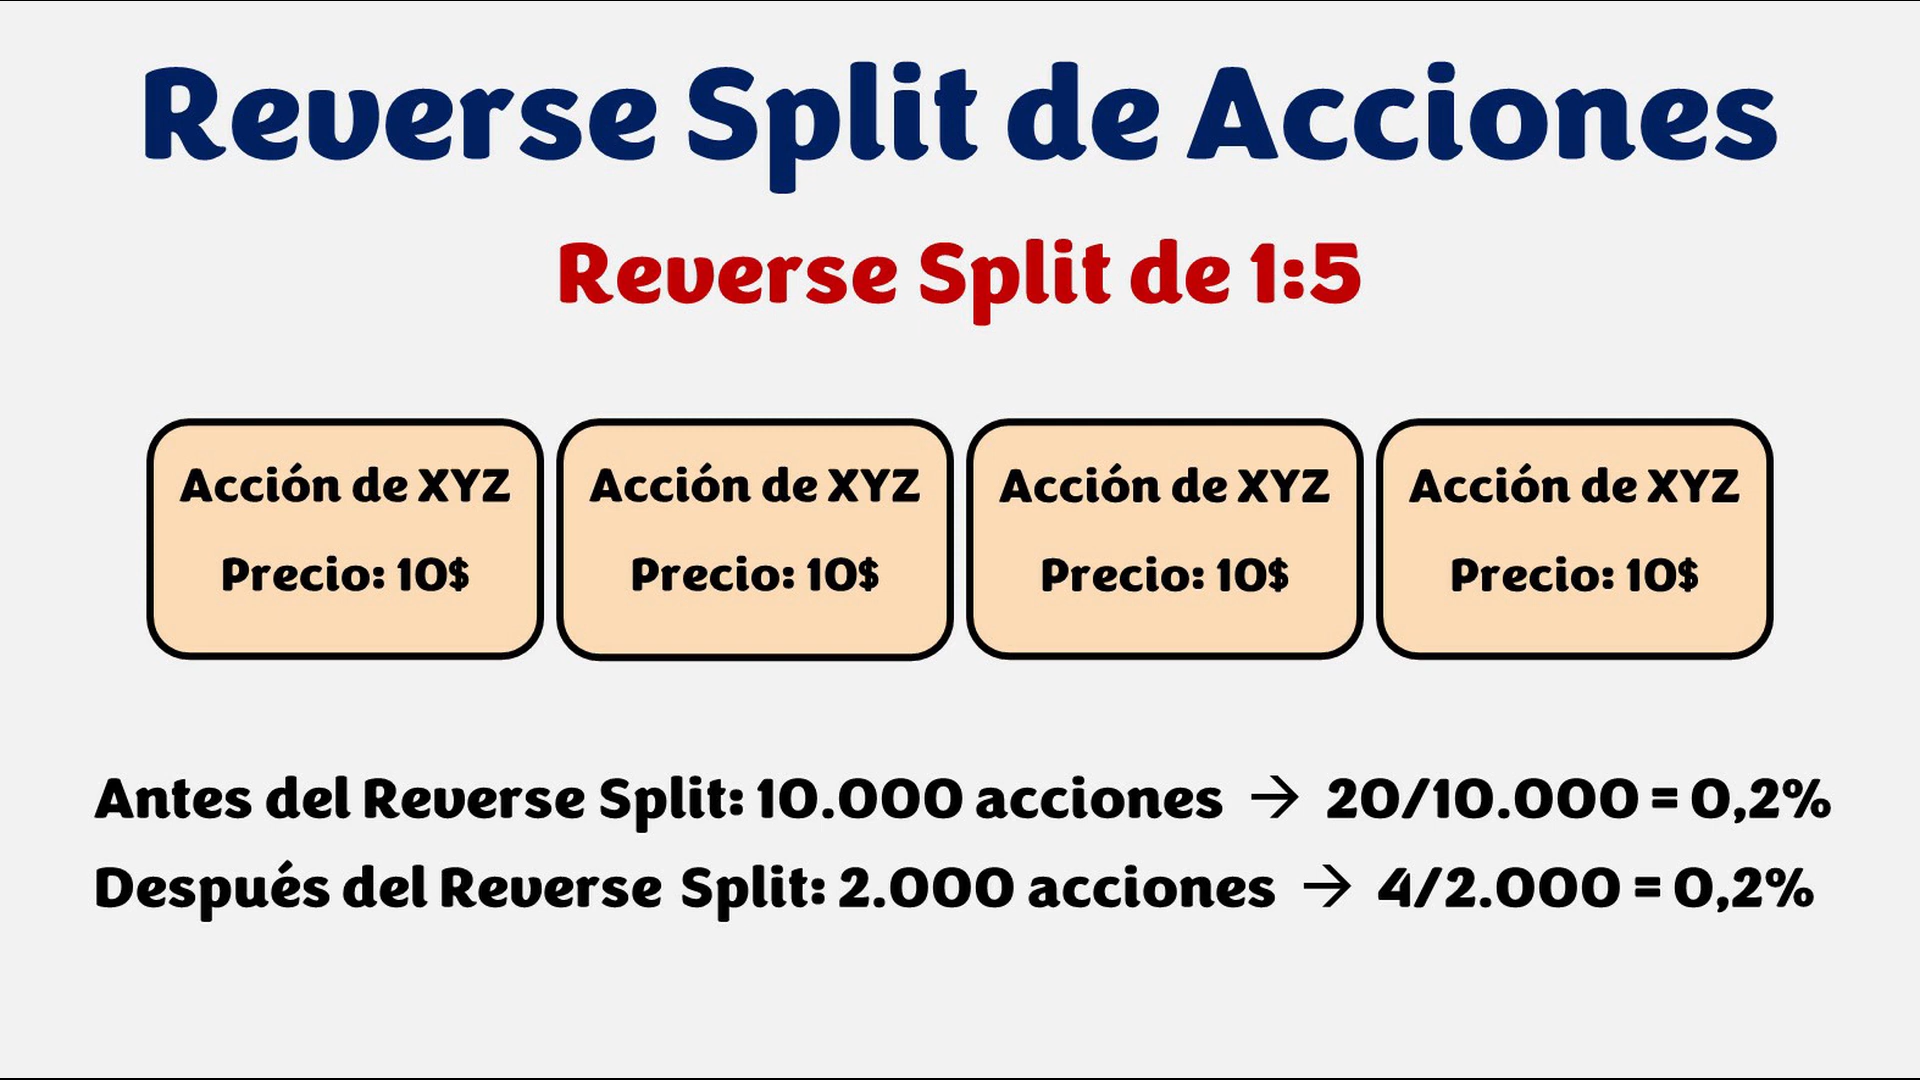 Reverse Split de Acciones
Reverse Split de 1:5
Acción de XYZ
Precio: 10$
Acción de XYZ
Precio: 10$
Acción de XYZ
Precio: 10$
Acción de XYZ
Precio: 10$
Antes del Reverse Split: 10.000 acciones → 20/10.000 = 0,2%
Después del Reverse Split: 2.000 acciones → 4/2.000 = 0,2%